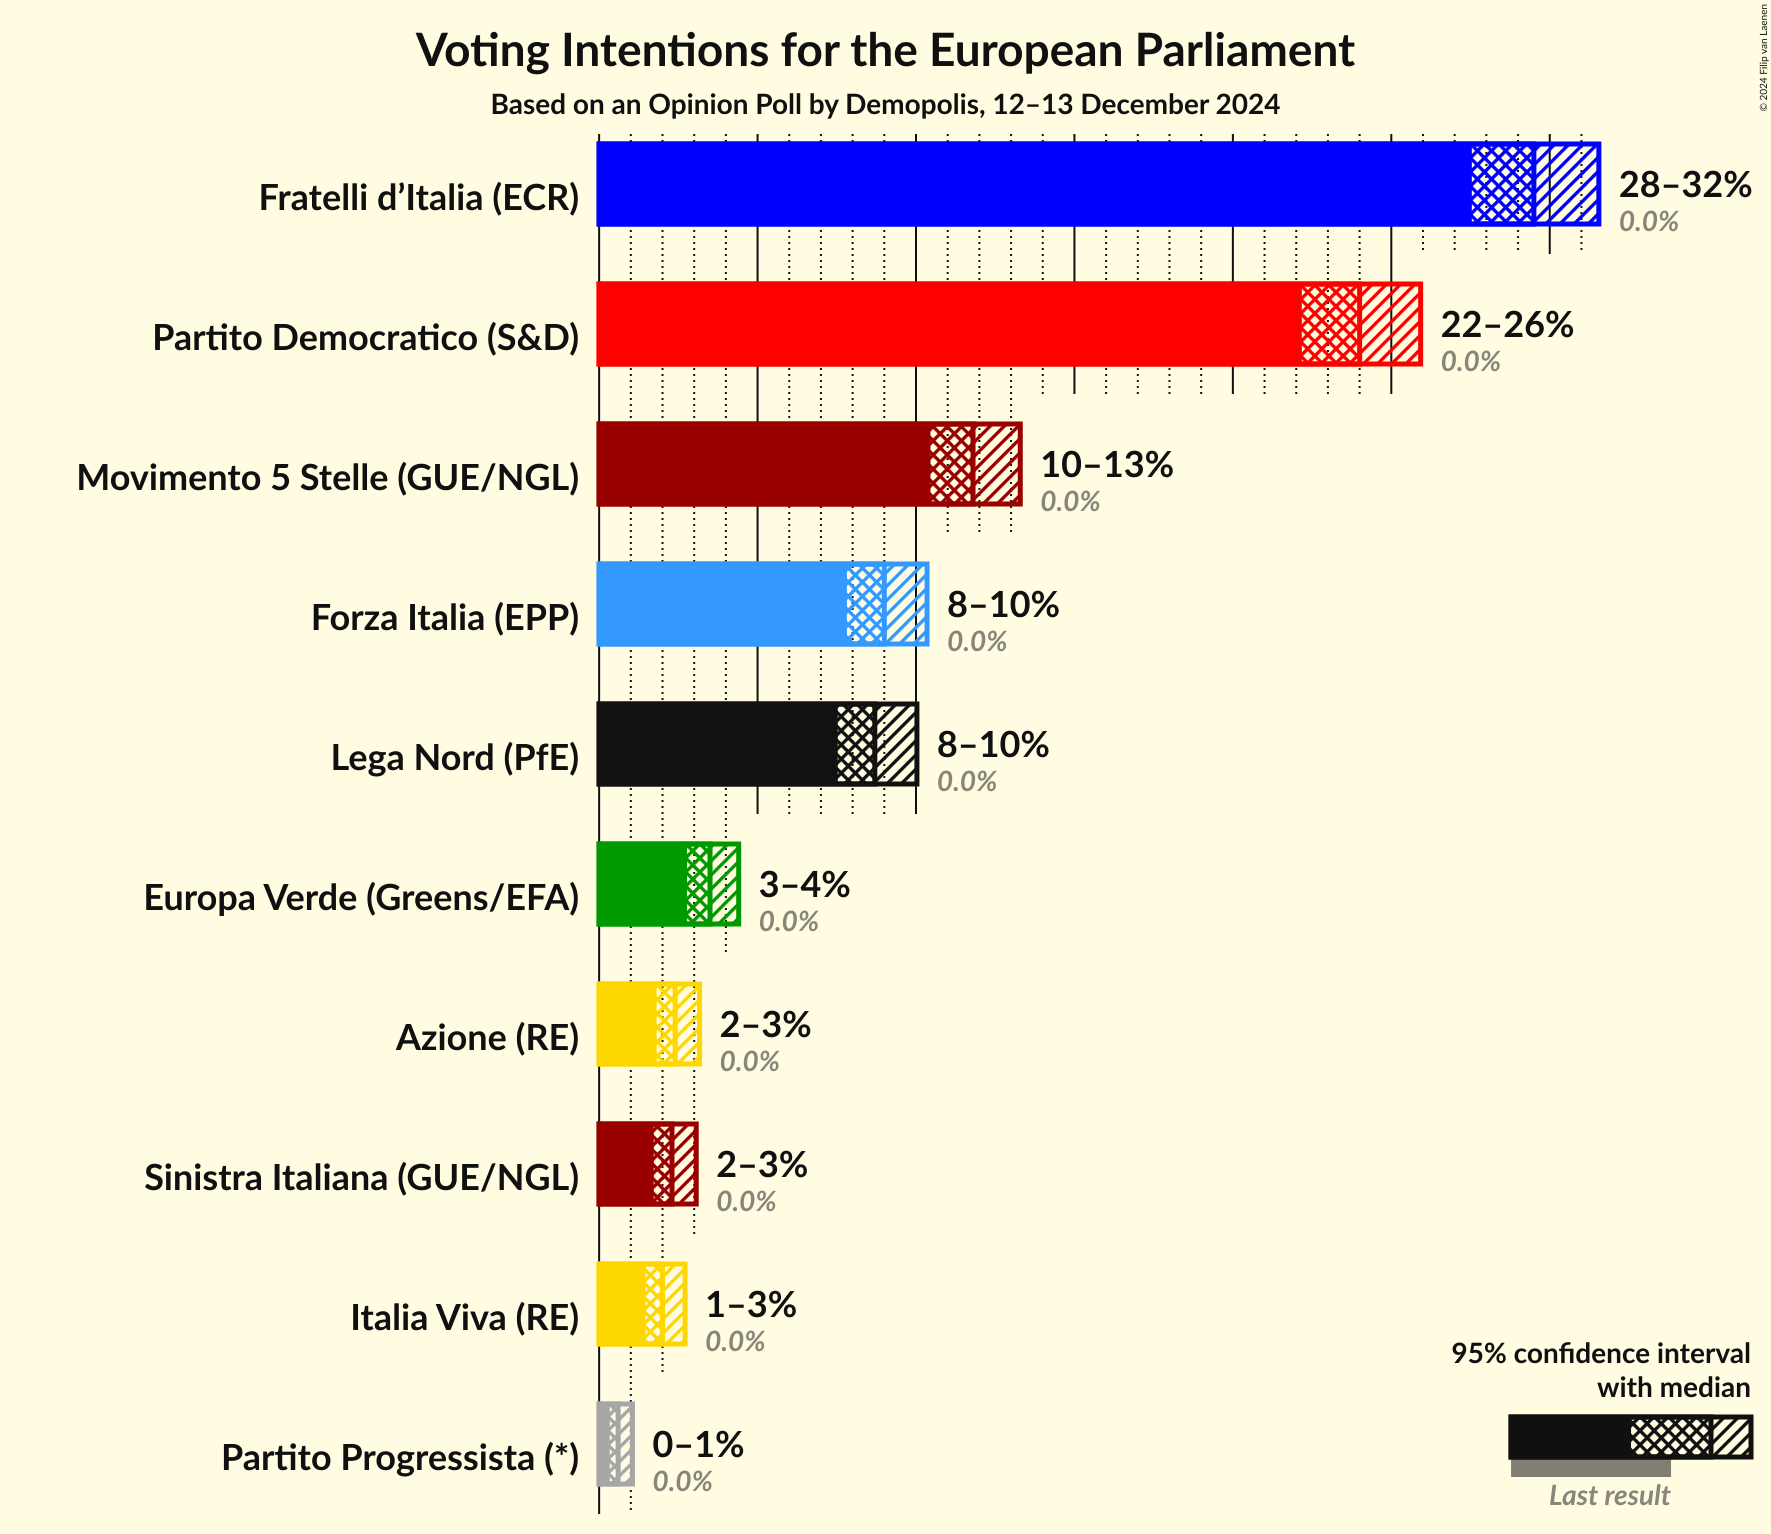 Voting Intentions for the European Parliament
Based on an Opinion Poll by Demopolis, 12–13 December 2024
© 2024 Filip van Laenen
Fratelli d’Italia (ECR)
28–32%
0.0%
Partito Democratico (S&D)
22–26%
0.0%
Movimento 5 Stelle (GUE/NGL)
10–13%
0.0%
Forza Italia (EPP)
8–10%
0.0%
Lega Nord (PfE)
8–10%
0.0%
Europa Verde (Greens/EFA)
3–4%
0.0%
Azione (RE)
2–3%
0.0%
Sinistra Italiana (GUE/NGL)
2–3%
0.0%
Italia Viva (RE)
1–3%
0.0%
Partito Progressista (*)
0–1%
0.0%
95% confidence interval
with median
Last result